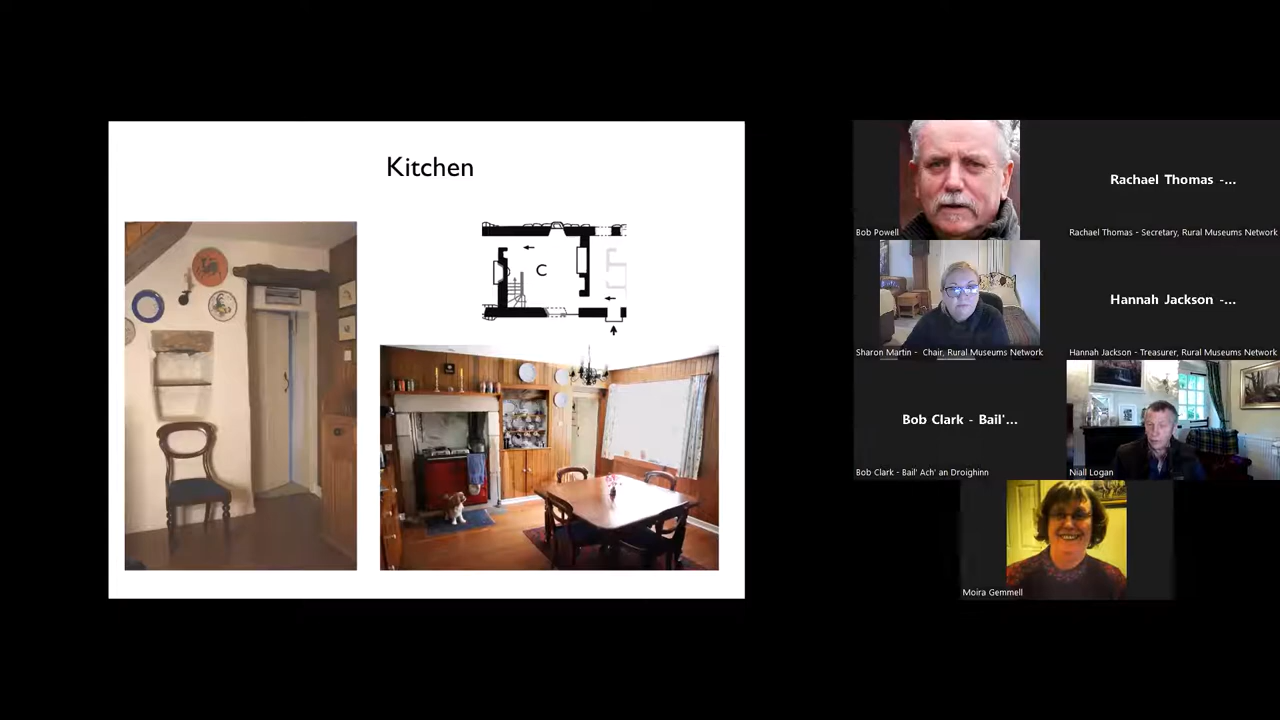 Kitchen
C
Bob Powell
Rachael Thomas -...
Rachael Thomas - Secretary, Rural Museums Network
Sharon Martin - Chair, Rural Museums Network
Hannah Jackson -...
Hannah Jackson - Treasurer, Rural Museums Network
Bob Clark - Bail'...
Bob Clark - Bail' Ach' an Droighinn
Niall Logan
Moira Gemmell